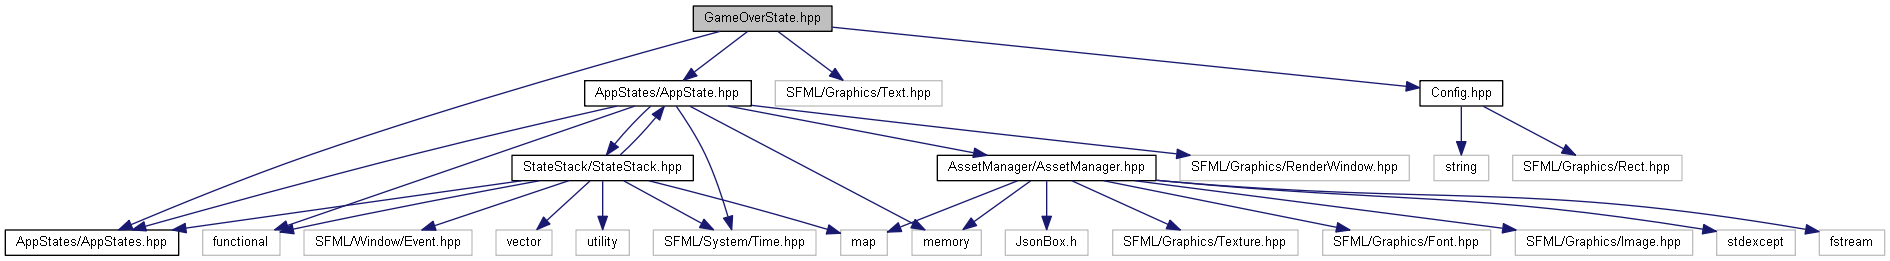 GameOverState.hpp
AppStates/AppState.hpp
SFML/Graphics/Text.hpp
Config.hpp
StateStack/StateStack.hpp
AssetManager/AssetManager.hpp
SFML/Graphics/RenderWindow.hpp
string
SFML/Graphics/Rect.hpp
AppStates/AppStates.hpp
functional
SFML/Window/Event.hpp
vector
utility
SFML/System/Time.hpp
map
memory
JsonBox.h
SFML/Graphics/Texture.hpp
SFML/Graphics/Font.hpp
SFML/Graphics/Image.hpp
stdexcept
fstream